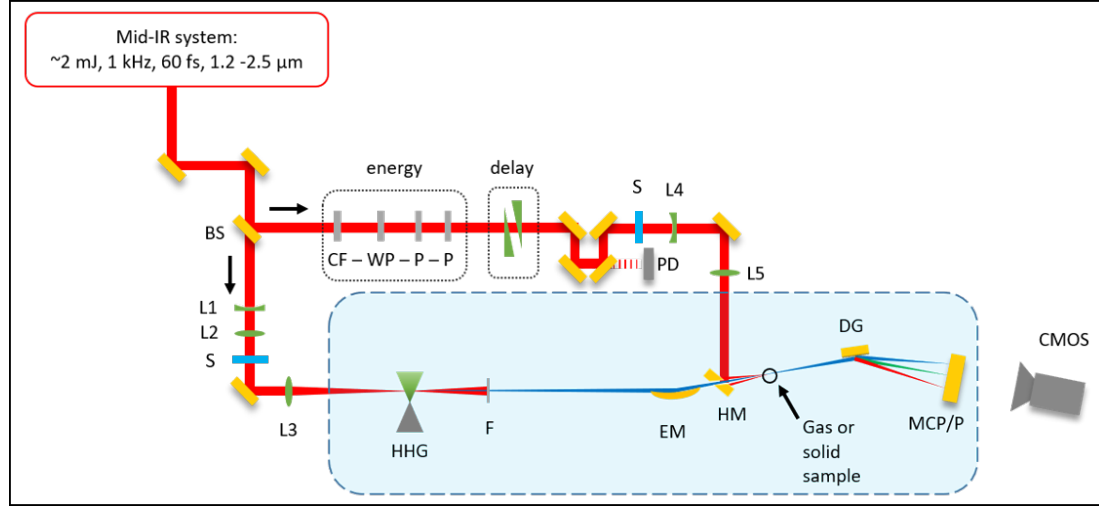 Mid-IR system:
~2 mJ, 1 kHz, 60 fs, 1.2 -2.5 µm
energy
delay
S
L4
BS
CF – WP – P – P
PD
L5
L1
L2
S
L3
HHG
F
EM
HM
DG
MCP/P
CMOS
Gas or
solid
sample